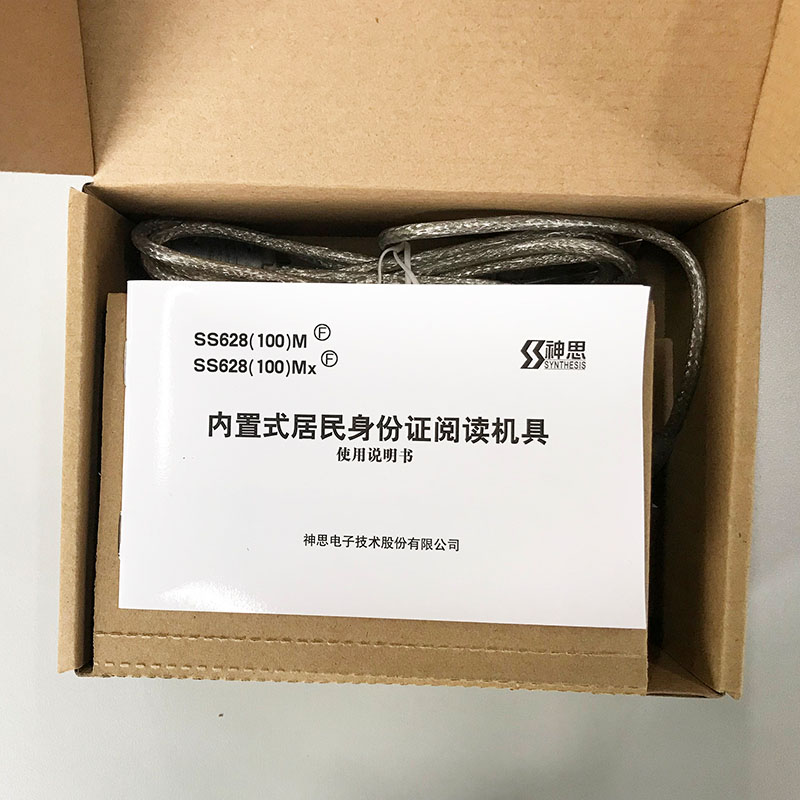 SS628(100)M Ⓕ
SS628(100)Mx Ⓕ
神思
SYNTHESIS
内置式居民身份证阅读机具
使用说明书
神思电子技术股份有限公司